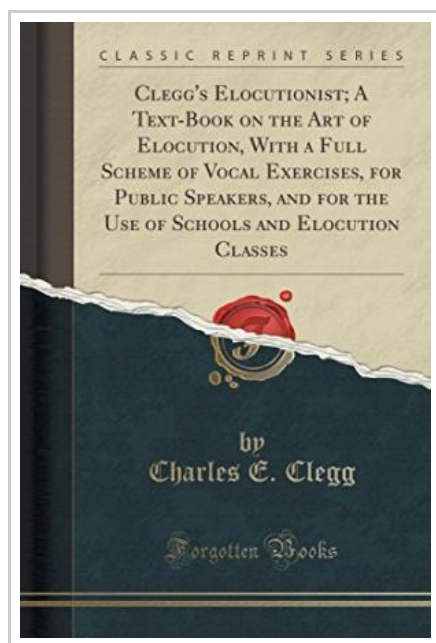 CLASSIC REPRINT SERIES
CLEGG'S ELOCUTIONIST; A
TEXT-BOOK ON THE ART OF
ELOCUTION, WITH A FULL
SCHEME OF VOCAL EXERCISES, FOR
PUBLIC SPEAKERS, AND FOR THE
USE OF SCHOOLS AND ELOCUTION
CLASSES
by
Charles E. Clegg
Forgotten Books